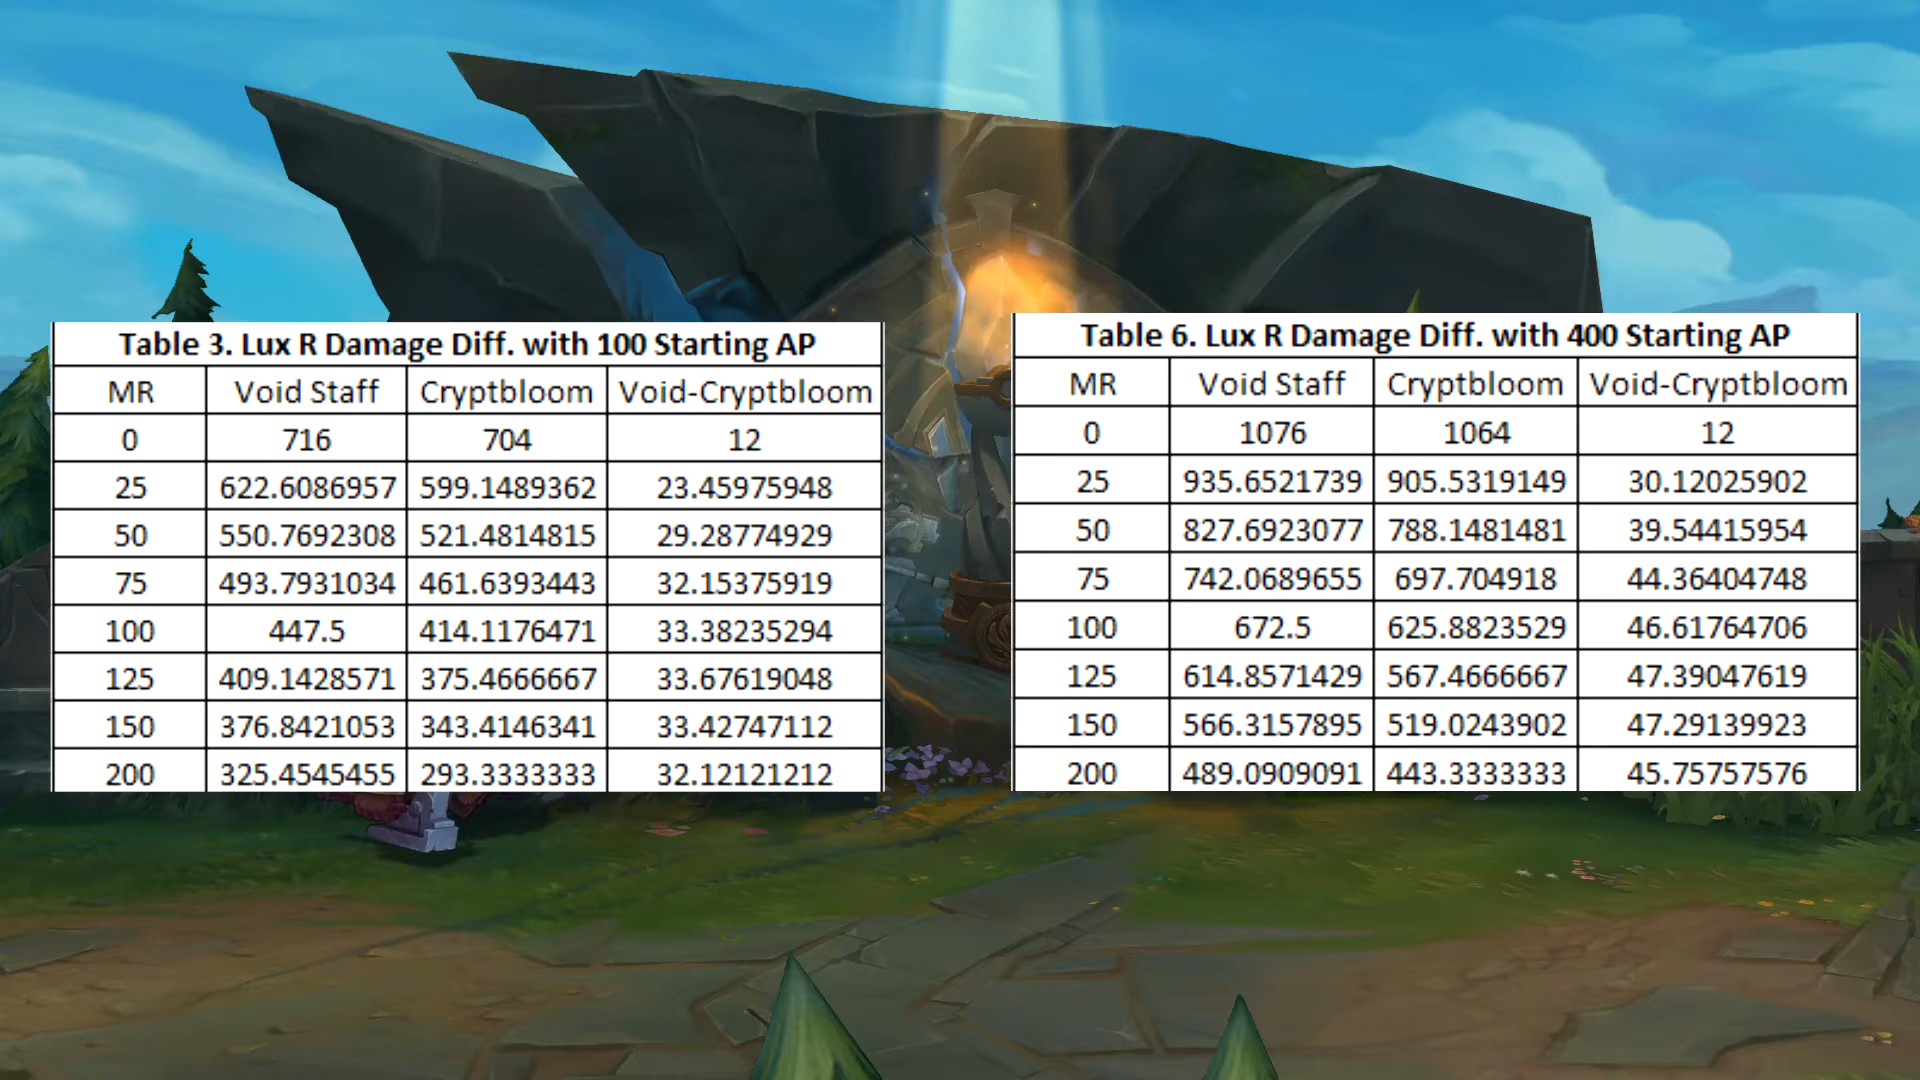 Table 3. Lux R Damage Diff. with 100 Starting AP
MR Void Staff Cryptbloom Void-Cryptbloom
0 716 704 12
25 622.6086957 599.1489362 23.45975948
50 550.7692308 521.4814815 29.28774929
75 493.7931034 461.6393443 32.15375919
100 447.5 414.1176471 33.38235294
125 409.1428571 375.4666667 33.67619048
150 376.8421053 343.4146341 33.42747112
200 325.4545455 293.3333333 32.12121212
Table 6. Lux R Damage Diff. with 400 Starting AP
MR Void Staff Cryptbloom Void-Cryptbloom
0 1076 1064 12
25 935.6521739 905.5319149 30.12025902
50 827.6923077 788.1481481 39.54415954
75 742.0689655 697.704918 44.36404748
100 672.5 625.8823529 46.61764706
125 614.8571429 567.4666667 47.39047619
150 566.3157895 519.0243902 47.29139923
200 489.0909091 443.3333333 45.75757576